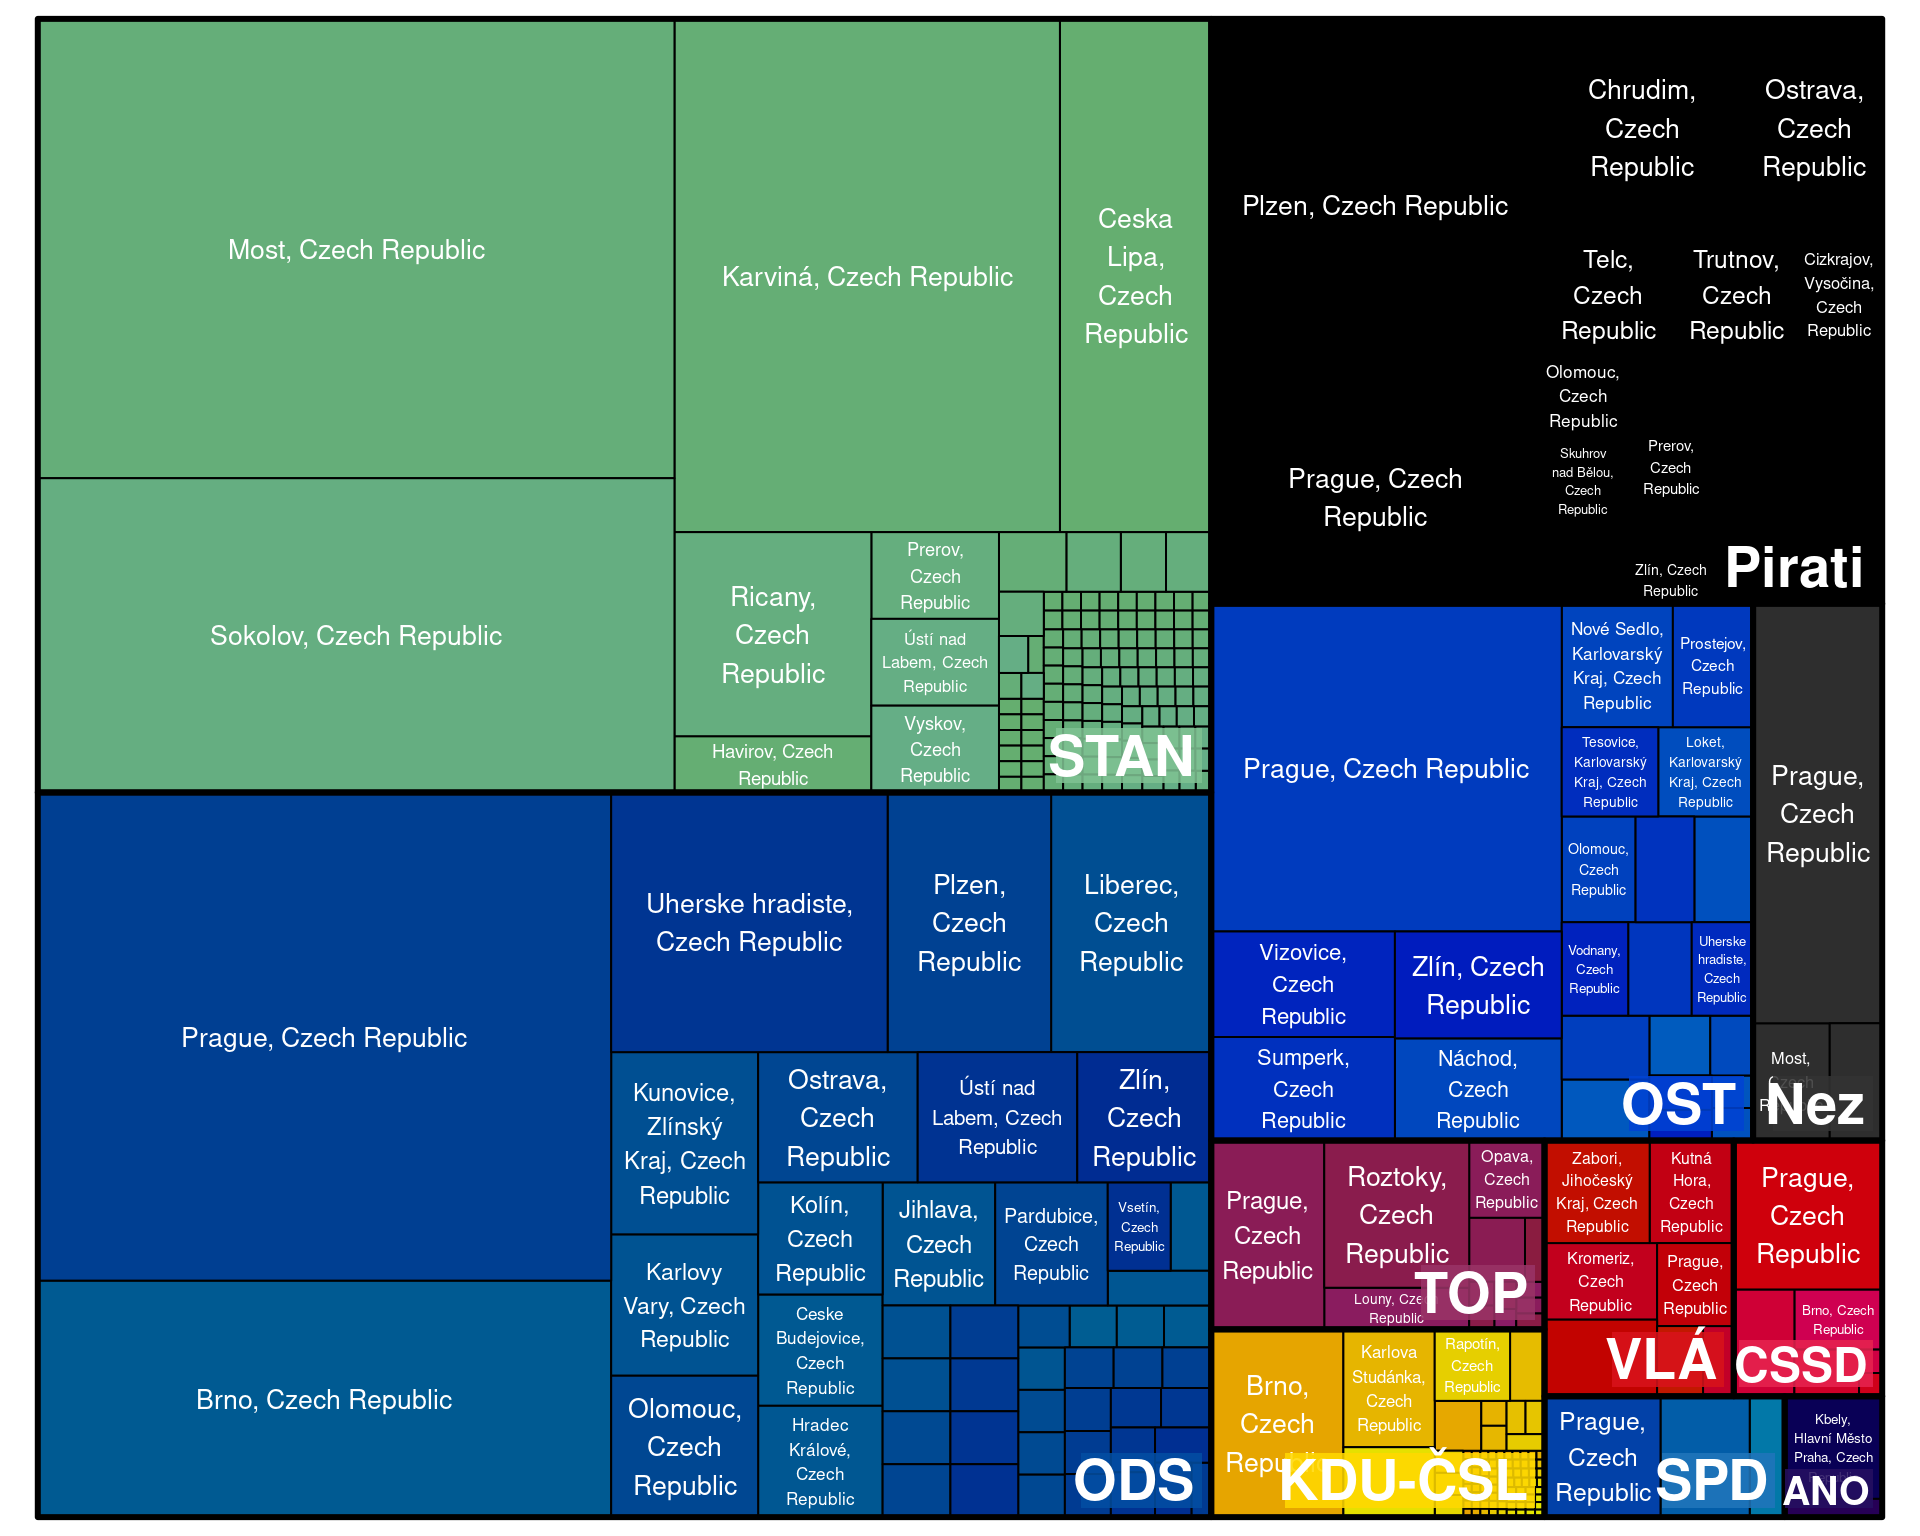 Most, Czech Republic
Sokolov, Czech Republic
Karviná, Czech Republic
Ceska
Lipa,
Czech
Republic
Ricany,
Czech
Republic
Havirov, Czech
Republic
Prerov,
Czech
Republic
Ústí nad
Labem, Czech
Republic
Vyskov,
Czech
Republic
STAN
Plzen, Czech Republic
Prague, Czech
Republic
Chrudim,
Czech
Republic
Ostrava,
Czech
Republic
Telc,
Czech
Republic
Trutnov,
Czech
Republic
Cizkrajov,
Vysočina,
Czech
Republic
Olomouc,
Czech
Republic
Skuhrov
nad Bělou,
Czech
Republic
Prerov,
Czech
Republic
Zlín, Czech
Republic
Pirati
Prague, Czech Republic
Brno, Czech Republic
Uherske hradiste,
Czech Republic
Plzen,
Czech
Republic
Liberec,
Czech
Republic
Kunovice,
Zlínský
Kraj, Czech
Republic
Karlovy
Vary, Czech
Republic
Olomouc,
Czech
Republic
Ostrava,
Czech
Republic
Ústí nad
Labem, Czech
Republic
Zlín,
Czech
Republic
Kolín,
Czech
Republic
Ceske
Budejovice,
Czech
Republic
Hradec
Králové,
Czech
Republic
Jihlava,
Czech
Republic
Pardubice,
Czech
Republic
Vsetín,
Czech
Republic
ODS
Prague, Czech Republic
Vizovice,
Czech
Republic
Sumperk,
Czech
Republic
Zlín, Czech
Republic
Náchod,
Czech
Republic
Nové Sedlo,
Karlovarský
Kraj, Czech
Republic
Prostejov,
Czech
Republic
Tesovice,
Karlovarský
Kraj, Czech
Republic
Loket,
Karlovarský
Kraj, Czech
Republic
Olomouc,
Czech
Republic
Vodnany,
Czech
Republic
Uherske
hradiste,
Czech
Republic
OST
Prague,
Czech
Republic
Most,
Czech
Nez
Prague,
Czech
Republic
Roztoky,
Czech
Republic
Opava,
Czech
Republic
Louny, Czech
Republic
TOP
Zabori,
Jihočeský
Kraj, Czech
Republic
Kutná
Hora,
Czech
Republic
Kromeriz,
Czech
Republic
Prague,
Czech
Republic
VLÁ
Prague,
Czech
Republic
Brno, Czech
Republic
CSSD
Brno,
Czech
Republic
Karlova
Studánka,
Czech
Republic
Rapotín,
Czech
Republic
KDU-ČSL
Prague,
Czech
Republic
SPD
Kbely,
Hlavní Město
Praha, Czech
ANO